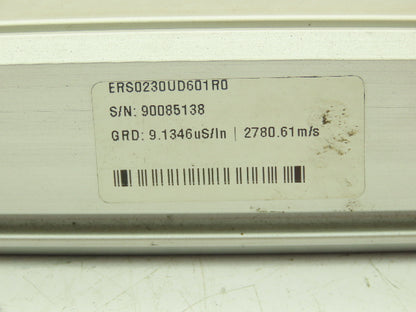 ERS0230UD601R0
S/N: 90085138
GRD: 9.1346uS/In | 2780.61m/s